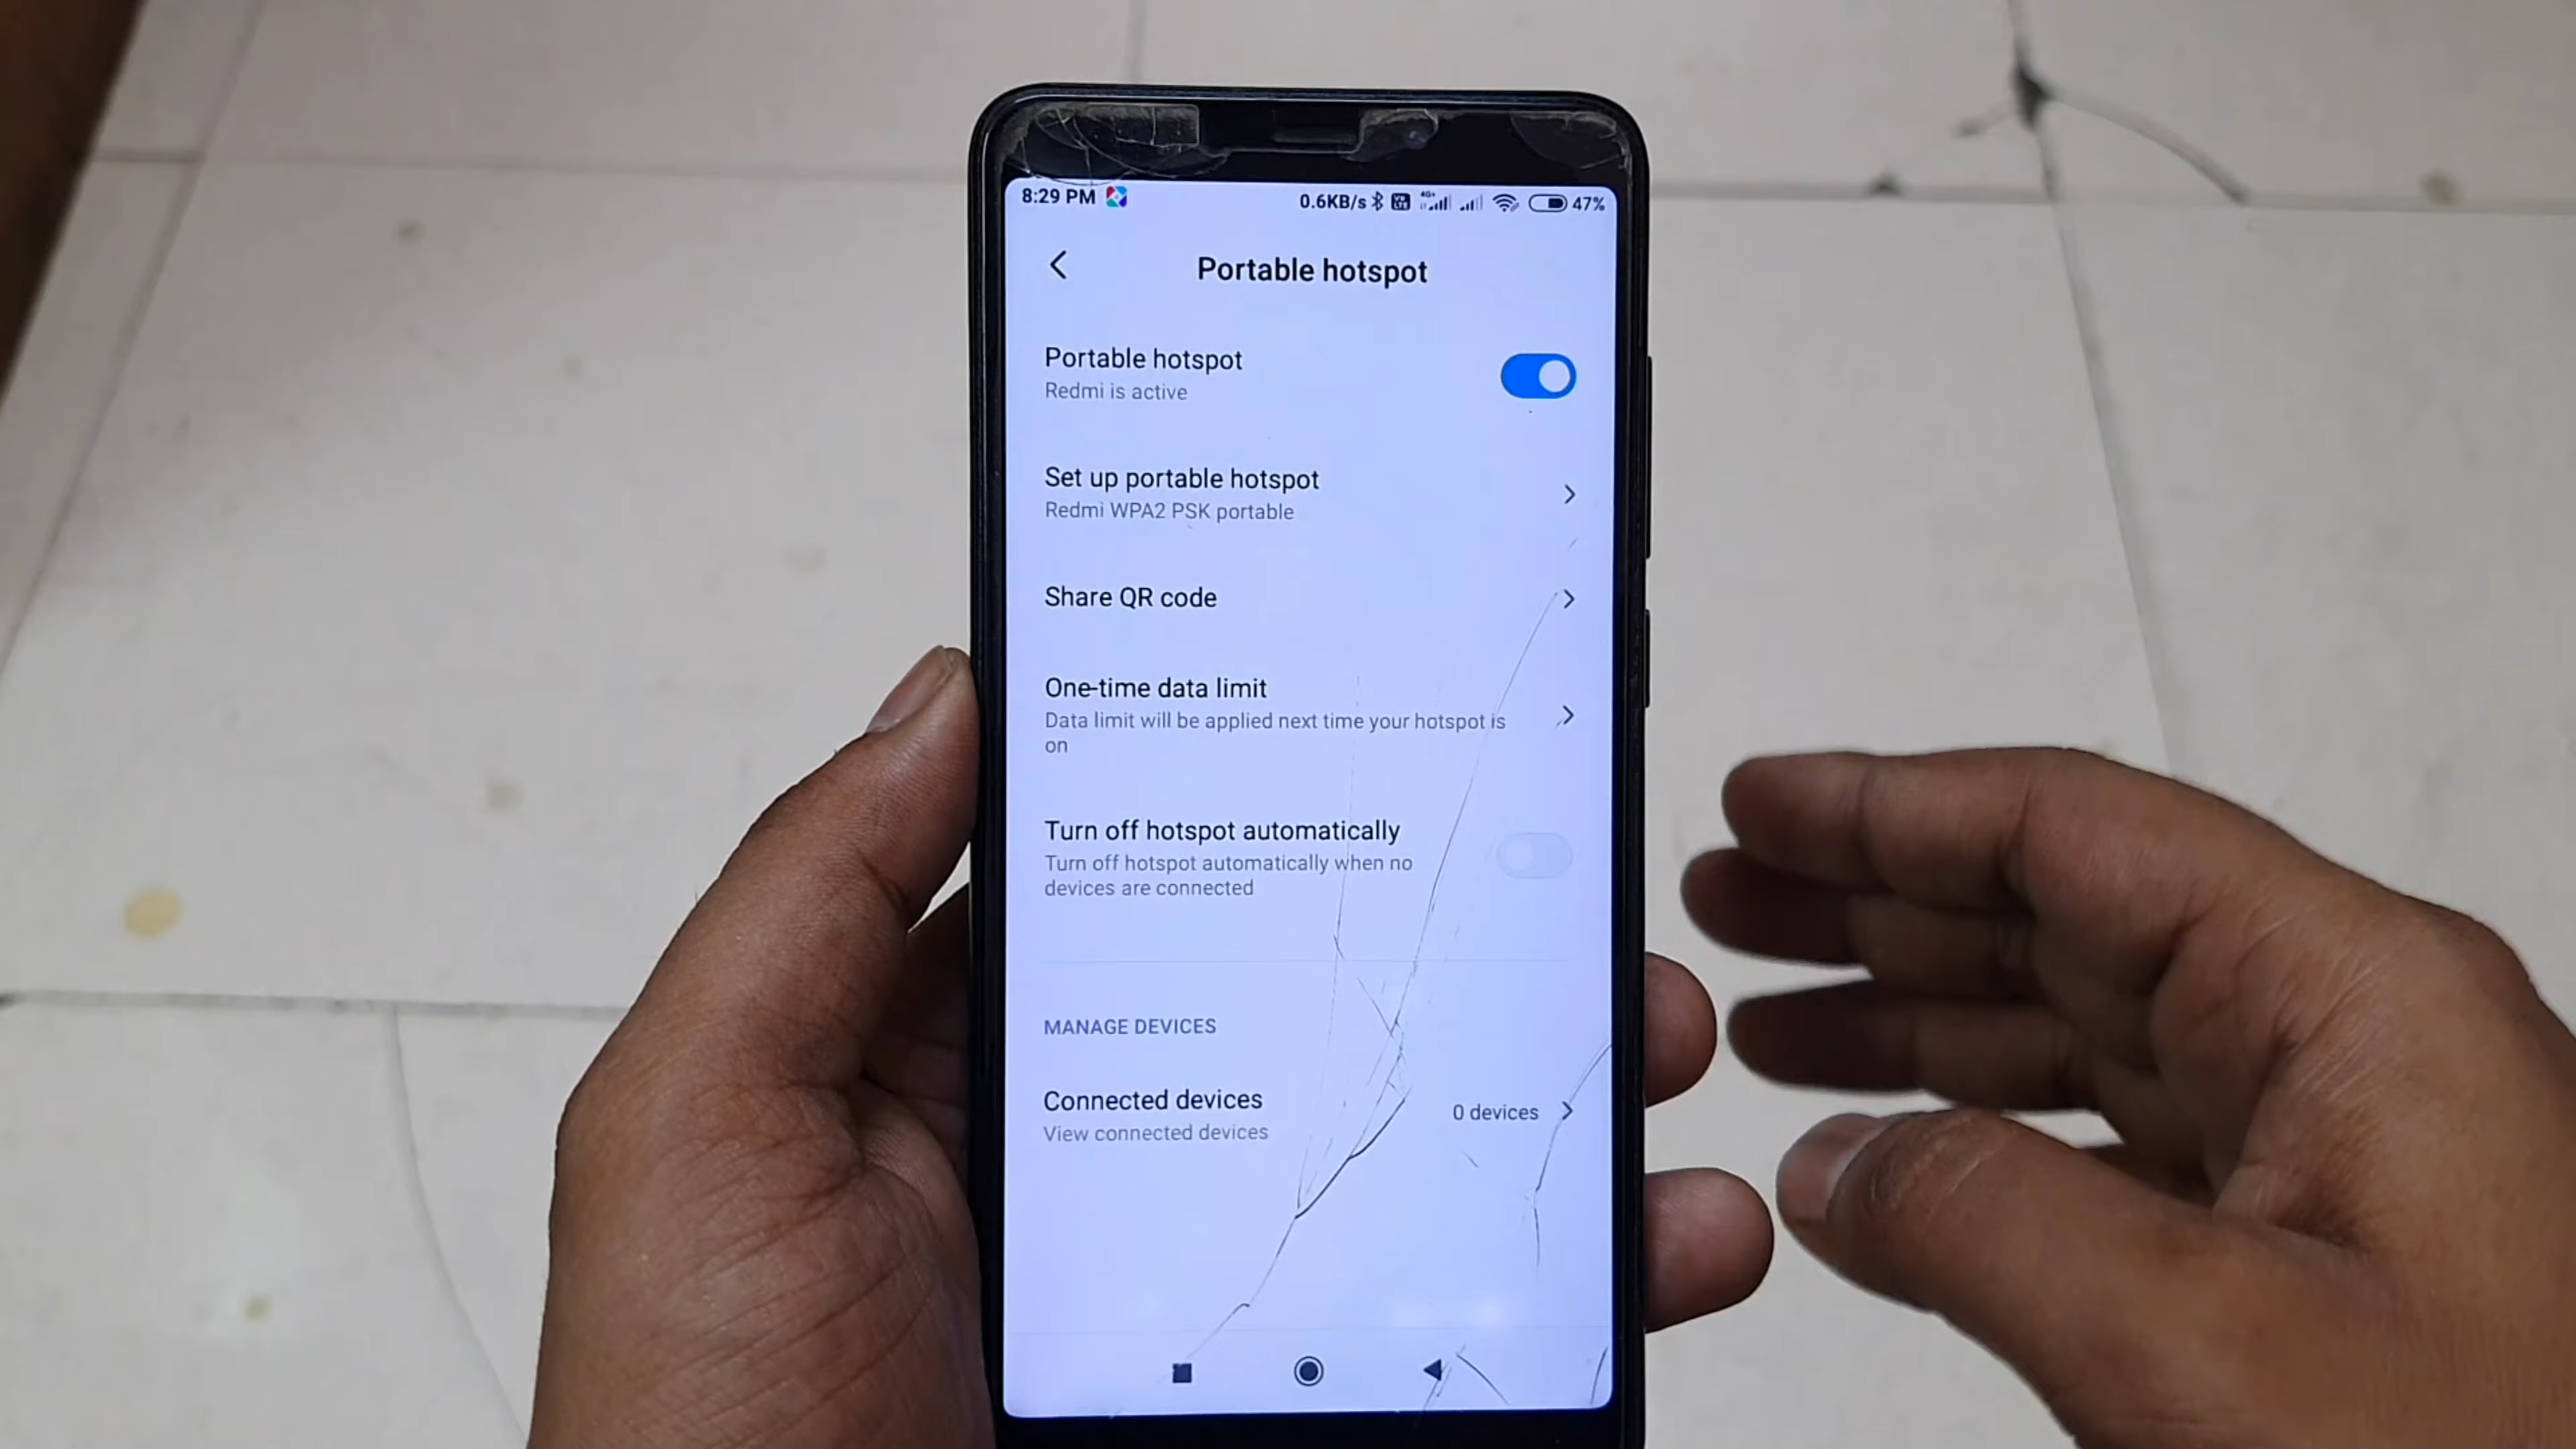 8:29 PM 0.6KB/s 47%
Portable hotspot
Portable hotspot
Redmi is active
Set up portable hotspot
Redmi WPA2 PSK portable
Share QR code
One-time data limit
Data limit will be applied next time your hotspot is
on
Turn off hotspot automatically
Turn off hotspot automatically when no
devices are connected
MANAGE DEVICES
Connected devices
0 devices
View connected devices